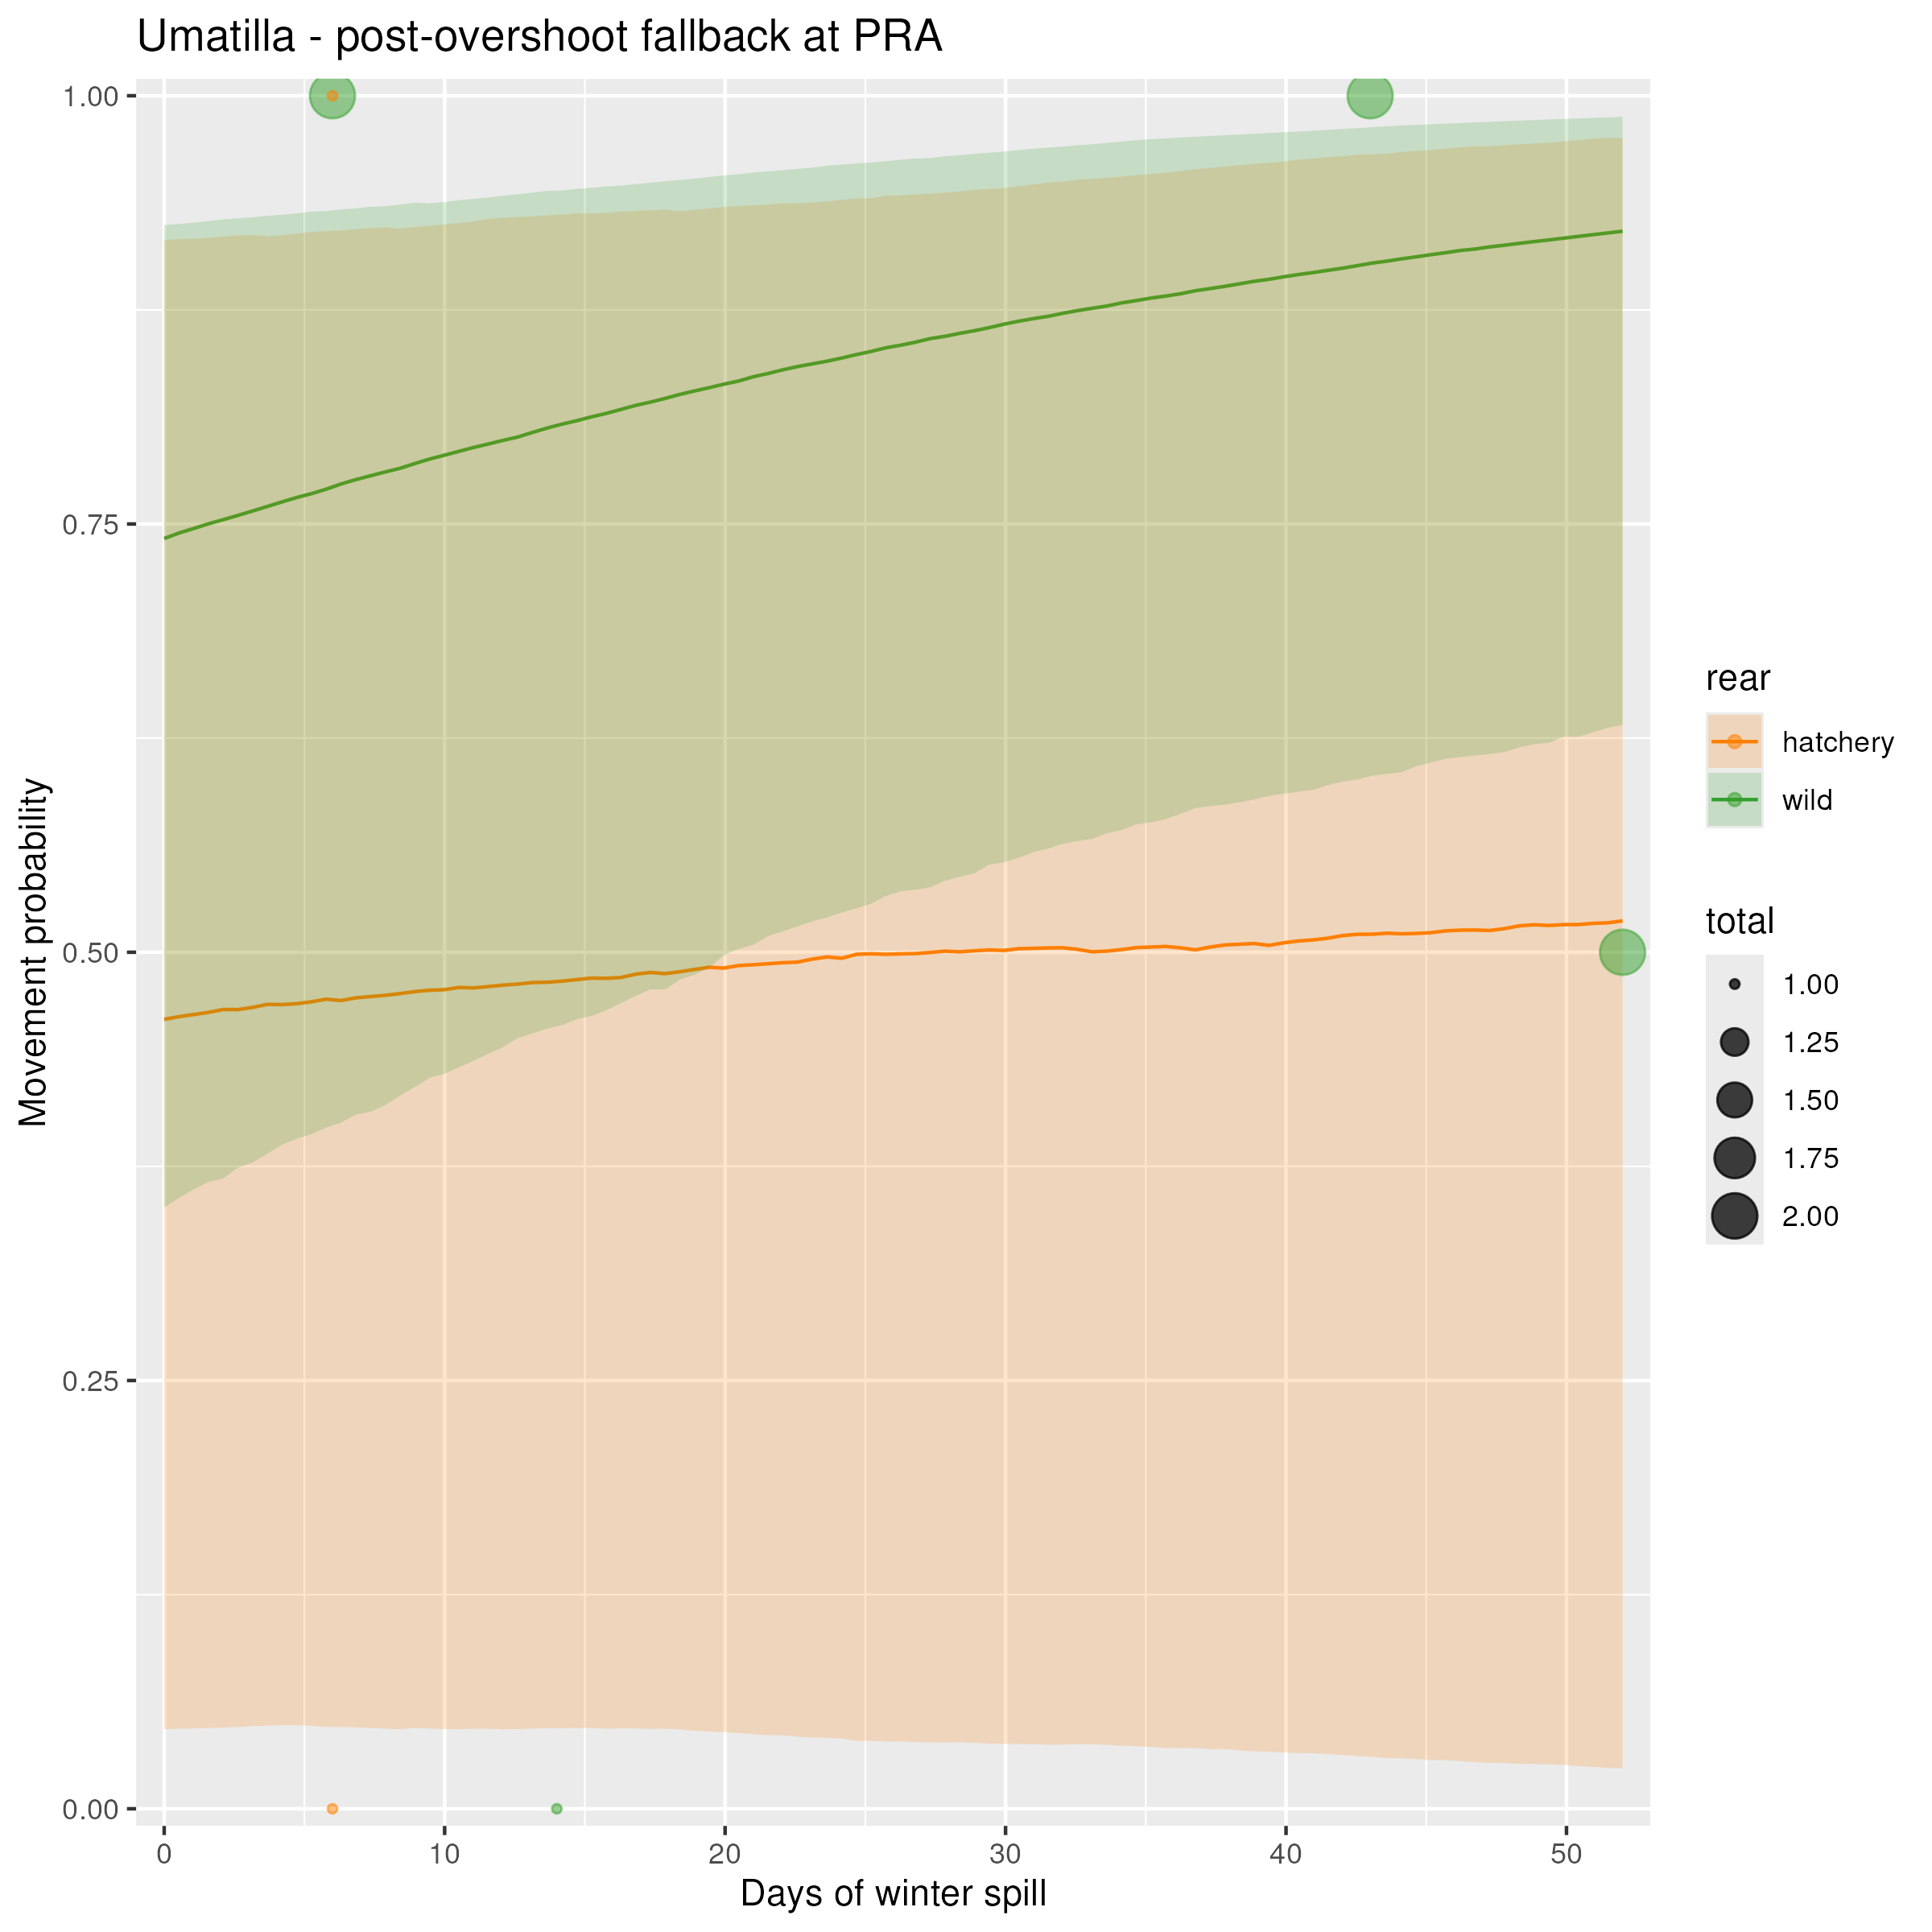 Umatilla - post-overshoot fallback at PRA
Movement probability
1.00
0.75
0.50
0.25
0.00
0
10
20
30
40
50
Days of winter spill
rear
hatchery
wild
total
1.00
1.25
1.50
1.75
2.00